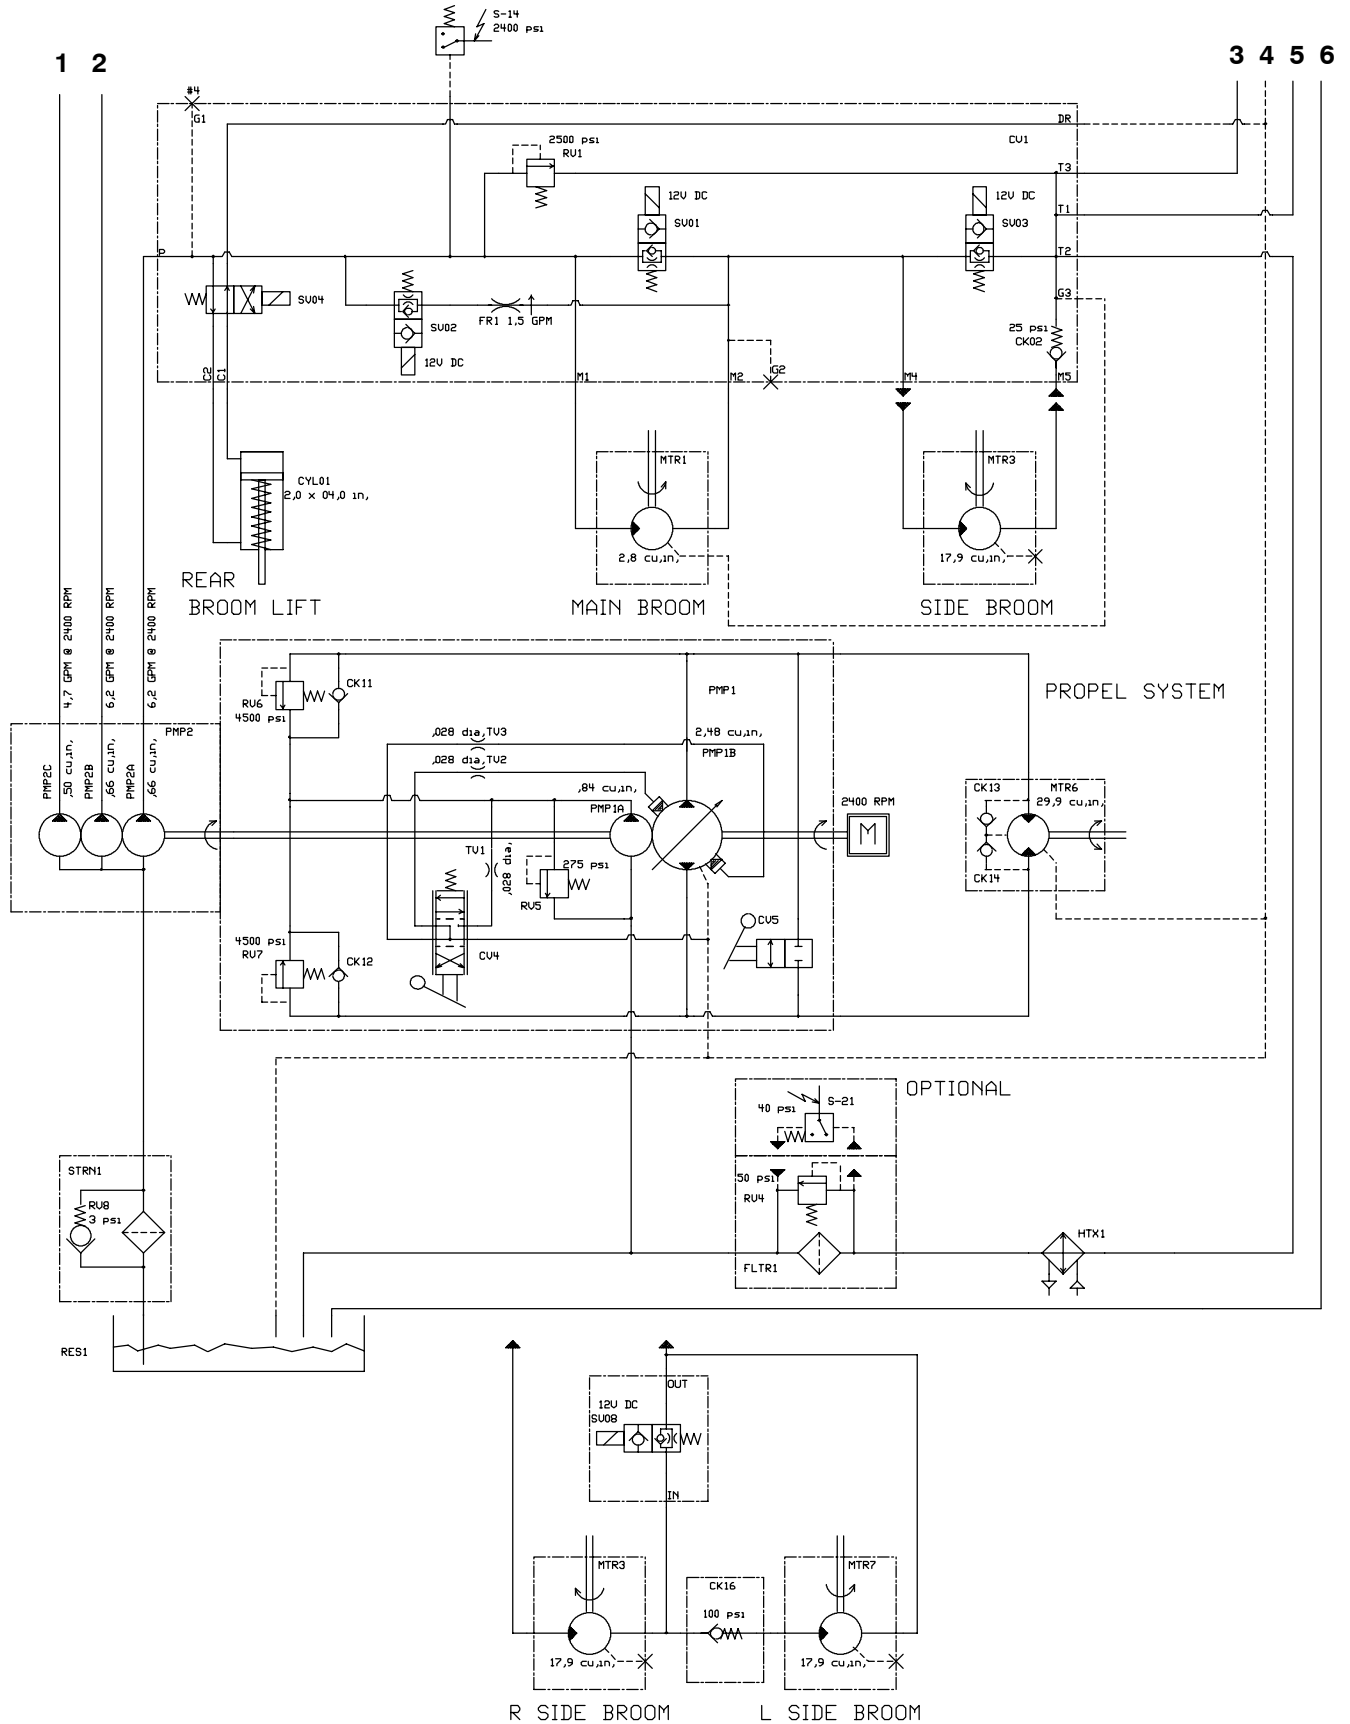 S-14
2400 psi
1 2
3 4 5 6
#4
G1
DR
CV1
2500 psi
RV1
T3
12V DC
12V DC
SV01
SV03
T1
P
T2
SV04
G3
SV02
FR1 1,5 GPM
25 psi
CK02
12V DC
C2
C1
M1
M2
G2
M4
M5
MTR1
MTR3
CYL01
2,0 x 04,0 in,
2,8 cu,in,
17,9 cu,in,
REAR
BROOM LIFT
MAIN BROOM
SIDE BROOM
4,7 GPM @ 2400 RPM
6,2 GPM @ 2400 RPM
6,2 GPM @ 2400 RPM
PMP2
PMP2C
,50 cu,in,
PMP2B
,66 cu,in,
PMP2A
,66 cu,in,
RV6
4500 psi
CK11
PMP1
PROPEL SYSTEM
,028 dia,TV3
2,48 cu,in,
PMP1B
,028 dia,TV2
,84 cu,in,
PMP1A
2400 RPM
M
CK13
MTR6
29,9 cu,in,
CK14
TV1
,028 dia,
275 psi
RV5
CV5
4500 psi
RV7
CK12
CV4
OPTIONAL
40 psi
S-21
50 psi
RV4
FLTR1
HTX1
STRN1
RV8
3 psi
RES1
OUT
12V DC
SV08
IN
MTR3
CK16
100 psi
MTR7
17,9 cu,in,
17,9 cu,in,
R SIDE BROOM
L SIDE BROOM